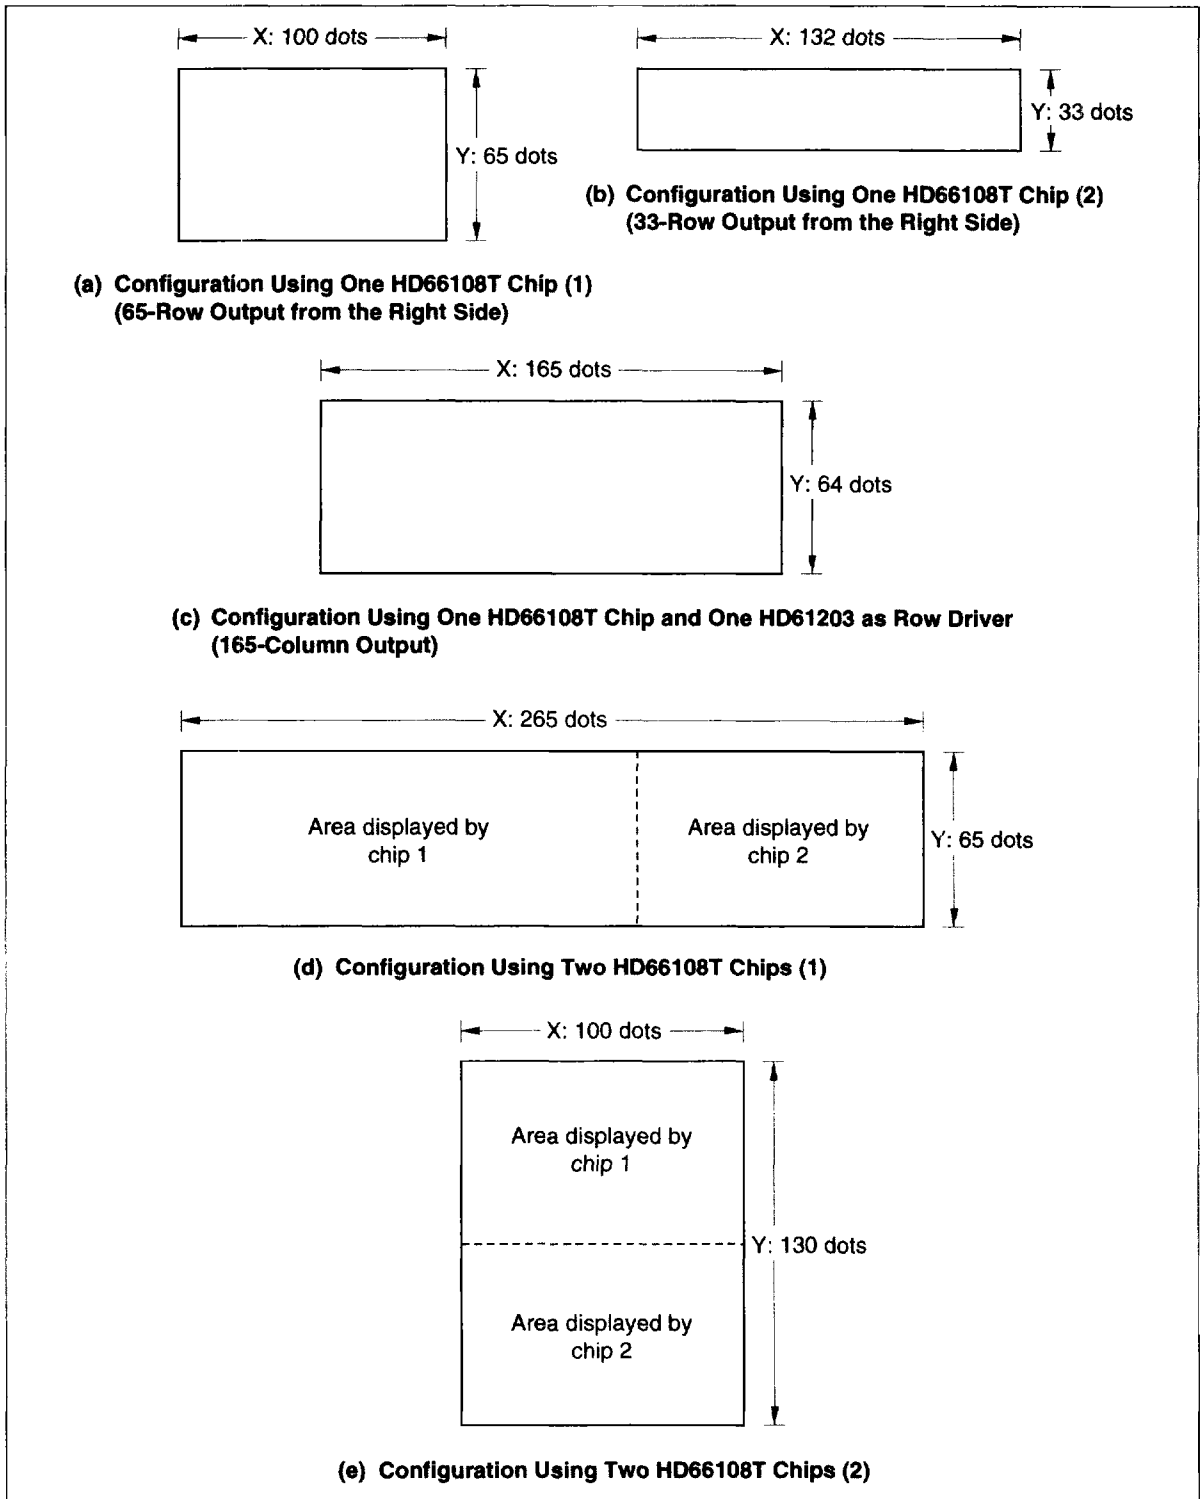 X: 100 dots
Y: 65 dots
(a) Configuration Using One HD66108T Chip (1)
(65-Row Output from the Right Side)
X: 132 dots
Y: 33 dots
(b) Configuration Using One HD66108T Chip (2)
(33-Row Output from the Right Side)
X: 165 dots
Y: 64 dots
(c) Configuration Using One HD66108T Chip and One HD61203 as Row Driver
(165-Column Output)
X: 265 dots
Area displayed by
chip 1
Area displayed by
chip 2
Y: 65 dots
(d) Configuration Using Two HD66108T Chips (1)
X: 100 dots
Area displayed by
chip 1
Y: 130 dots
Area displayed by
chip 2
(e) Configuration Using Two HD66108T Chips (2)